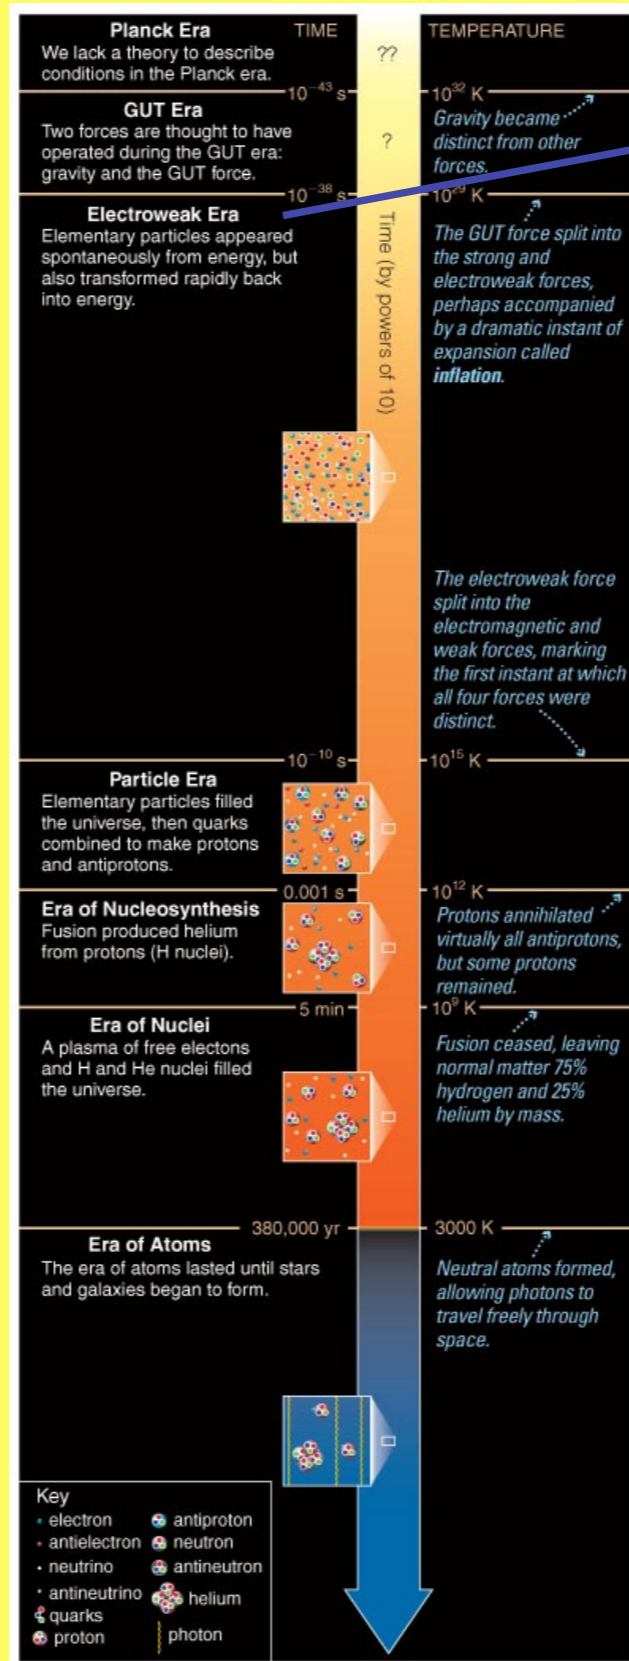 Planck Era
We lack a theory to describe
conditions in the Planck era.
TIME
??
TEMPERATURE
10⁻⁴³ s
10³² K
GUT Era
Two forces are thought to have
operated during the GUT era:
gravity and the GUT force.
?
Gravity became
distinct from other
forces.
10⁻³⁸ s
10²⁹ K
Electroweak Era
Elementary particles appeared
spontaneously from energy, but
also transformed rapidly back
into energy.
Time (by powers of 10)
The GUT force split into
the strong and
electroweak forces,
perhaps accompanied
by a dramatic instant of
expansion called
inflation.
The electroweak force
split into the
electromagnetic and
weak forces, marking
the first instant at which
all four forces were
distinct.
10⁻¹⁰ s
10¹⁵ K
Particle Era
Elementary particles filled
the universe, then quarks
combined to make protons
and antiprotons.
0.001 s
10¹² K
Era of Nucleosynthesis
Fusion produced helium
from protons (H nuclei).
Protons annihilated
virtually all antiprotons,
but some protons
remained.
5 min
10⁹ K
Era of Nuclei
A plasma of free electons
and H and He nuclei filled
the universe.
Fusion ceased, leaving
normal matter 75%
hydrogen and 25%
helium by mass.
380,000 yr
3000 K
Era of Atoms
The era of atoms lasted until stars
and galaxies began to form.
Neutral atoms formed,
allowing photons to
travel freely through
space.
Key
electron
antielectron
neutrino
antineutrino
quarks
proton
antiproton
neutron
antineutron
helium
photon